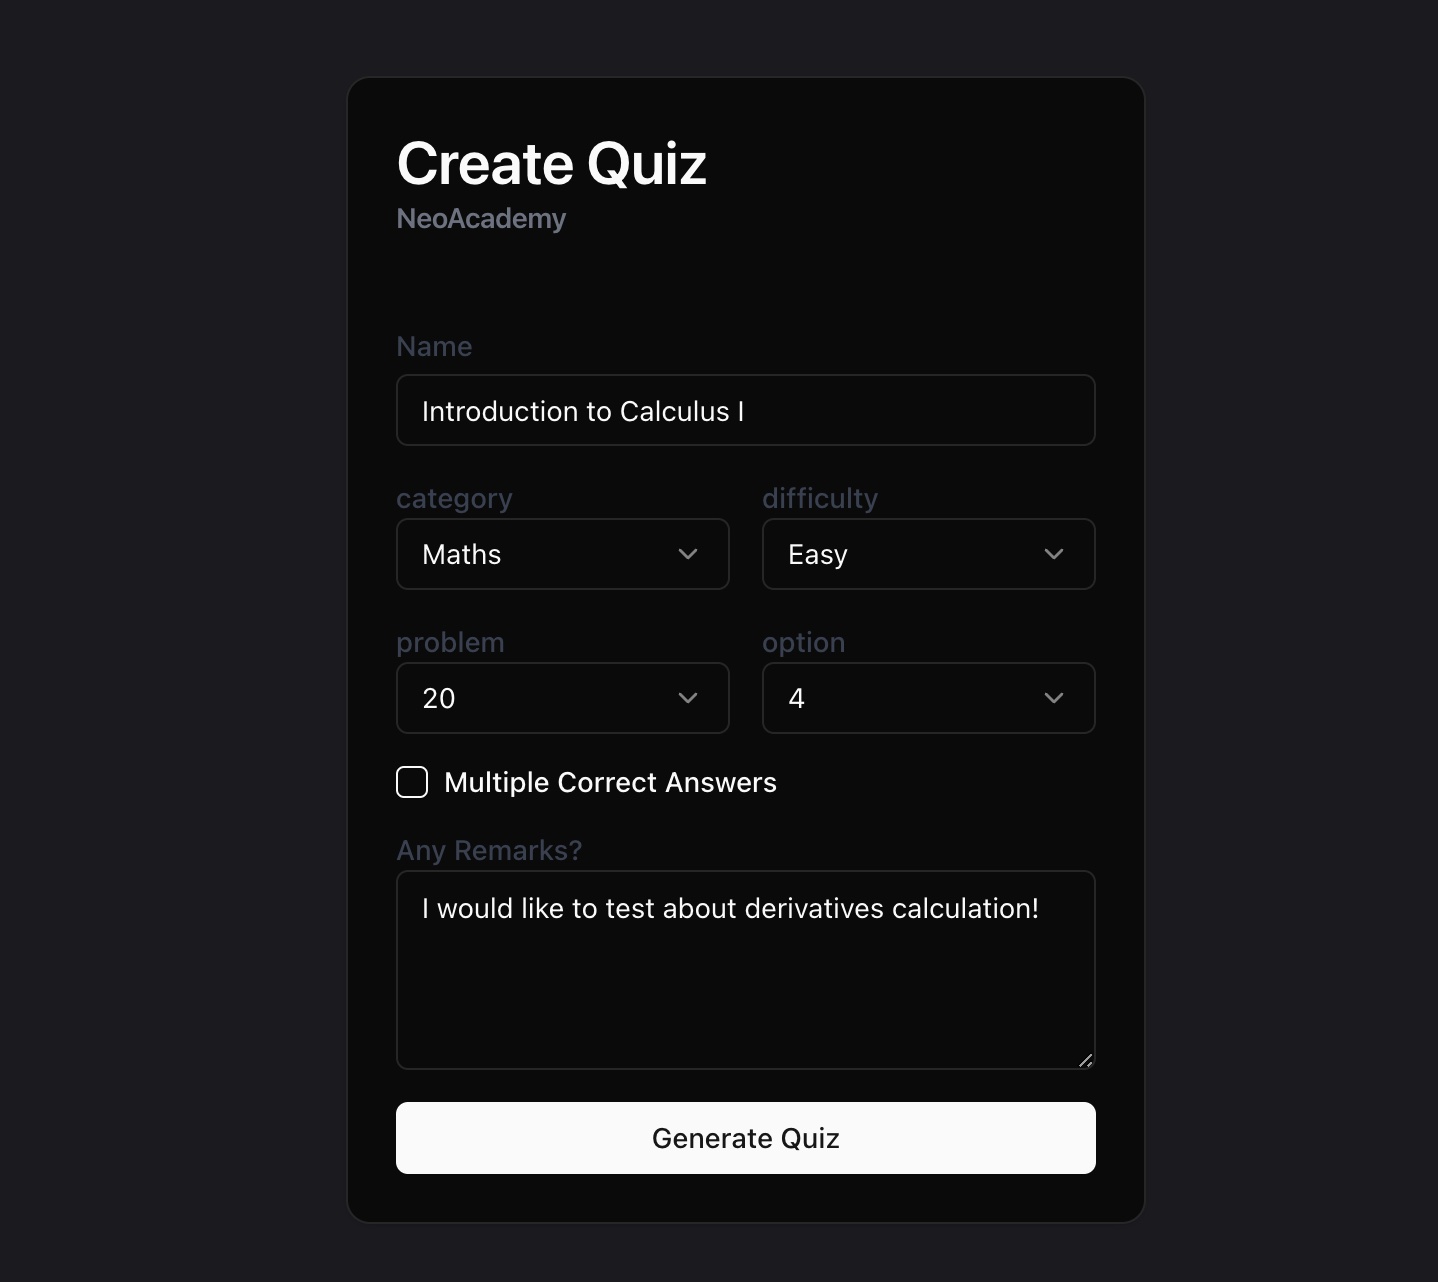 Create Quiz
NeoAcademy
Name
Introduction to Calculus I
category
difficulty
Maths
Easy
problem
option
20
4
Multiple Correct Answers
Any Remarks?
I would like to test about derivatives calculation!
Generate Quiz